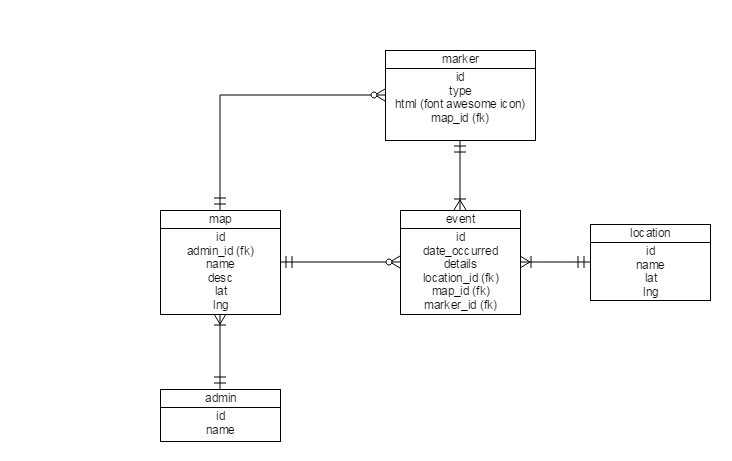 marker
id
type
html (font awesome icon)
map_id (fk)
map
id
admin_id (fk)
name
desc
lat
lng
event
id
date_occurred
details
location_id (fk)
map_id (fk)
marker_id (fk)
location
id
name
lat
lng
admin
id
name